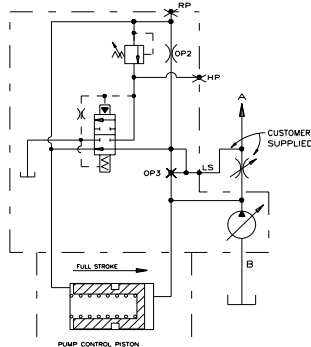 RP
OP2
HP
A
CUSTOMER
SUPPLIED
OP3
LS
B
FULL STROKE
PUMP CONTROL PISTON